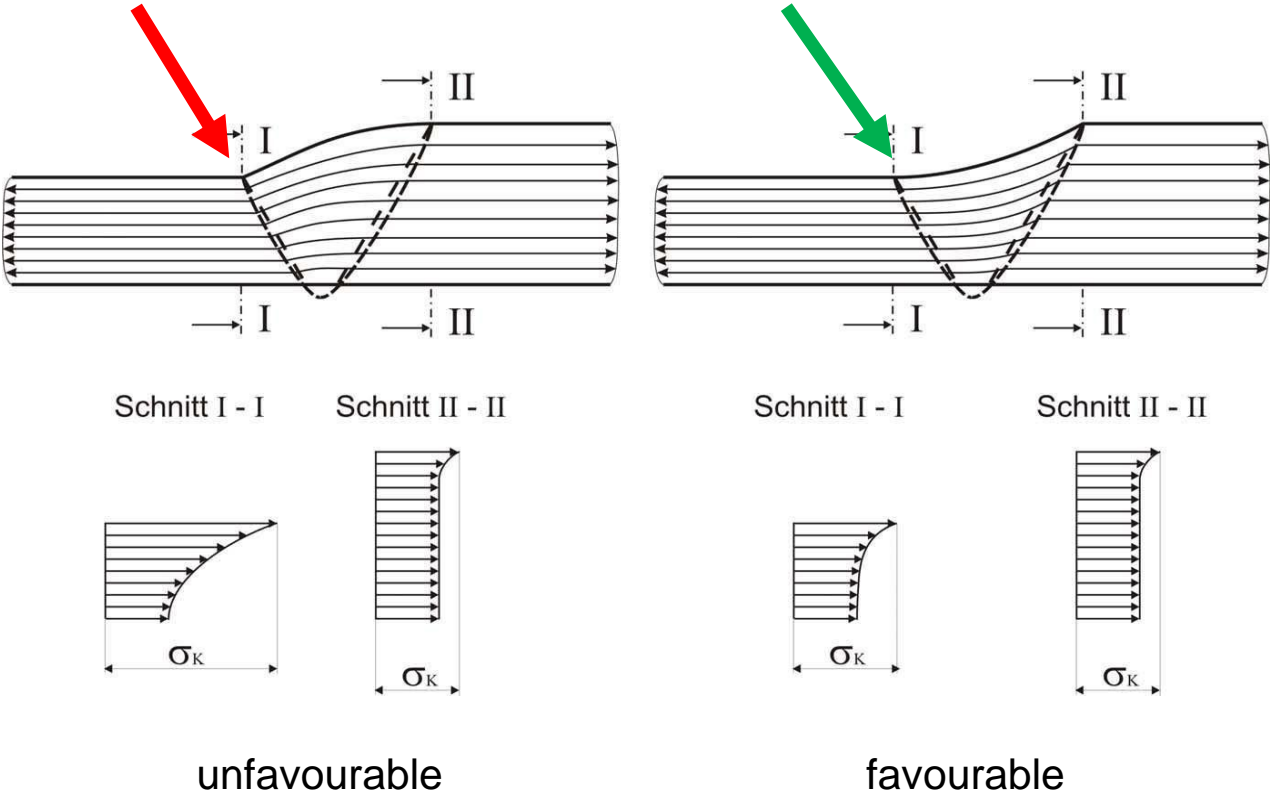 II II
I I
I I
II II
Schnitt I - I Schnitt II - II Schnitt I - I Schnitt II - II
σK σK
σK σK
unfavourable favourable